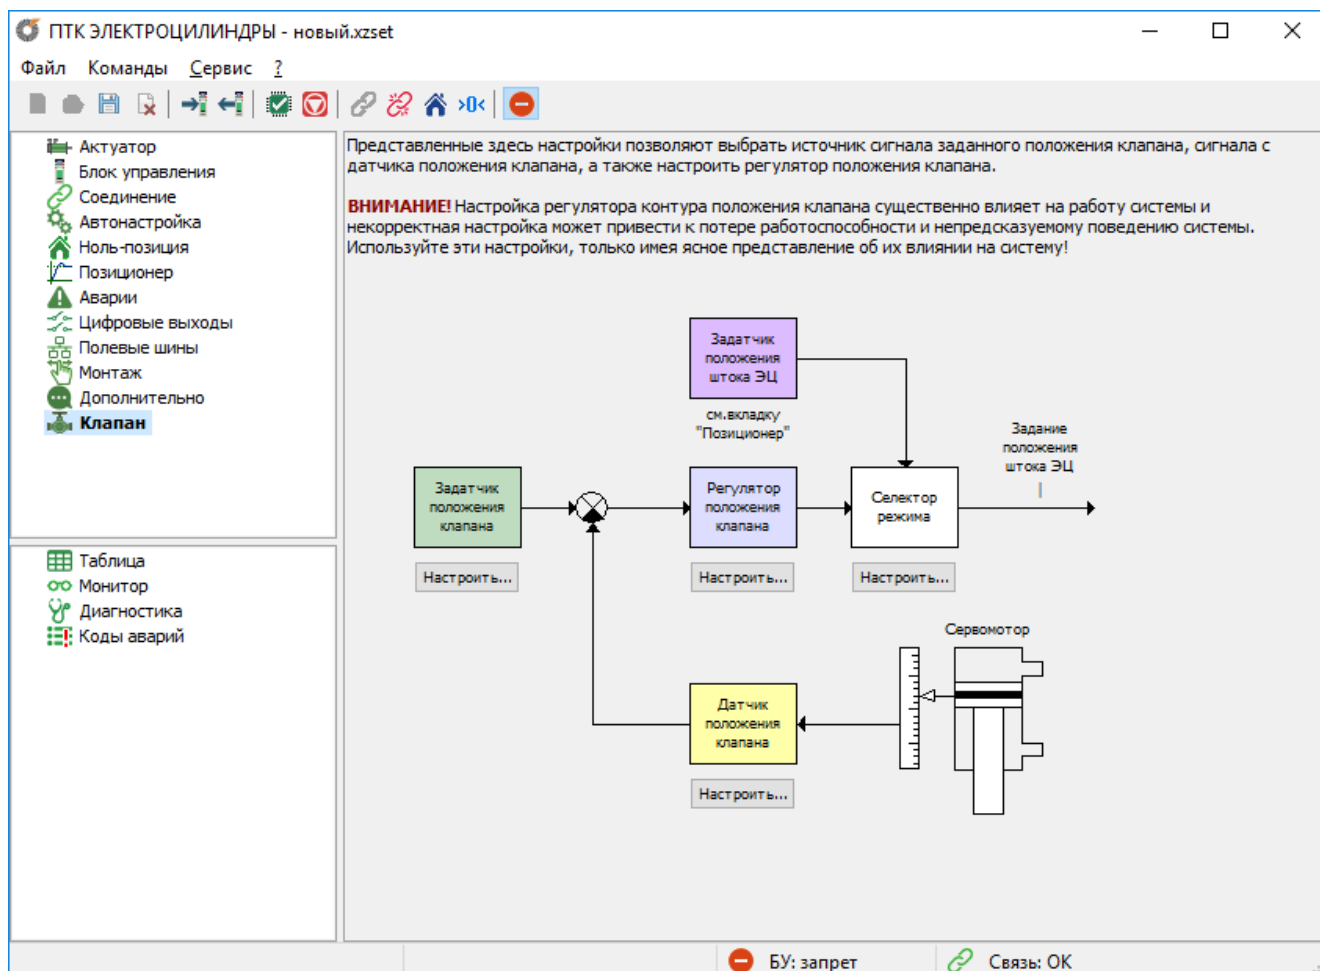 ПТК ЭЛЕКТРОЦИЛИНДРЫ - новый.xzset
Файл Команды Сервис ?
>0<
Актуатор
Блок управления
Соединение
Автонастройка
Ноль-позиция
Позиционер
Аварии
Цифровые выходы
Полевые шины
Монтаж
Дополнительно
Клапан
Таблица
Монитор
Диагностика
Коды аварий
Представленные здесь настройки позволяют выбрать источник сигнала заданного положения клапана, сигнала с
датчика положения клапана, а также настроить регулятор положения клапана.
ВНИМАНИЕ! Настройка регулятора контура положения клапана существенно влияет на работу системы и
некорректная настройка может привести к потере работоспособности и непредсказуемому поведению системы.
Используйте эти настройки, только имея ясное представление об их влиянии на систему!
Задатчик
положения
штока ЭЦ
см.вкладку
"Позиционер"
Задание
положения
штока ЭЦ
Задатчик
положения
клапана
Регулятор
положения
клапана
Селектор
режима
Настроить...
Настроить...
Настроить...
Сервомотор
Датчик
положения
клапана
Настроить...
БУ: запрет
Связь: ОК